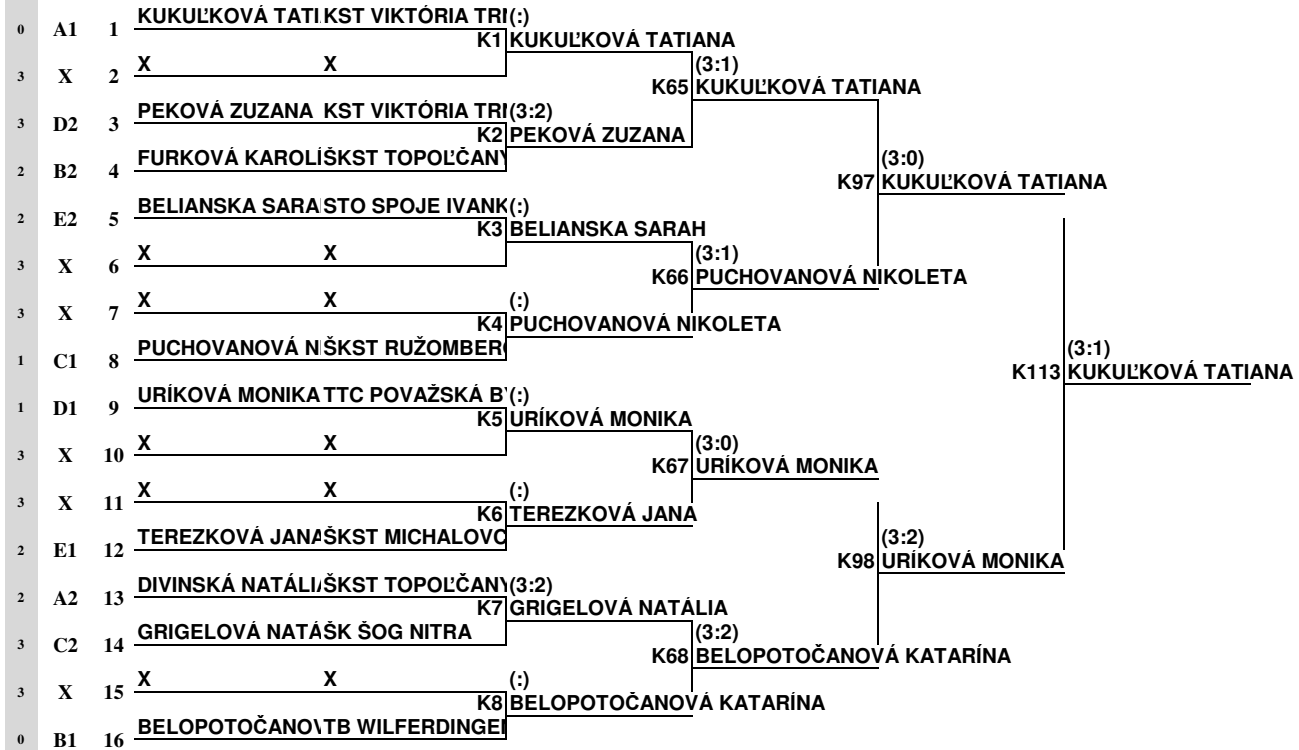 KUKUĽKOVÁ TATI KST VIKTÓRIA TRI (:)
0 A1 1
K1 KUKUĽKOVÁ TATIANA
X X (3:1)
3 X 2
K65 KUKUĽKOVÁ TATIANA
PEKOVÁ ZUZANA KST VIKTÓRIA TRI (3:2)
3 D2 3
K2 PEKOVÁ ZUZANA
FURKOVÁ KAROLÍ ŠKST TOPOĽČANY (3:0)
2 B2 4
K97 KUKUĽKOVÁ TATIANA
BELIANSKA SARA STO SPOJE IVANK (:)
2 E2 5
K3 BELIANSKA SARAH
X X (3:1)
3 X 6
K66 PUCHOVANOVÁ NIKOLETA
X X (:)
3 X 7
K4 PUCHOVANOVÁ NIKOLETA
PUCHOVANOVÁ N ŠKST RUŽOMBER (3:1)
1 C1 8
K113 KUKUĽKOVÁ TATIANA
URÍKOVÁ MONIKA TTC POVAŽSKÁ B (:)
1 D1 9
K5 URÍKOVÁ MONIKA
X X (3:0)
3 X 10
K67 URÍKOVÁ MONIKA
X X (:)
3 X 11
K6 TEREZKOVÁ JANA
TEREZKOVÁ JANA ŠKST MICHALOVC (3:2)
2 E1 12
K98 URÍKOVÁ MONIKA
DIVINSKÁ NATÁLI ŠKST TOPOĽČANY (3:2)
2 A2 13
K7 GRIGELOVÁ NATÁLIA
GRIGELOVÁ NATÁ ŠK ŠOG NITRA (3:2)
3 C2 14
K68 BELOPOTOČANOVÁ KATARÍNA
X X (:)
3 X 15
K8 BELOPOTOČANOVÁ KATARÍNA
BELOPOTOČANOV TB WILFERDINGE
0 B1 16